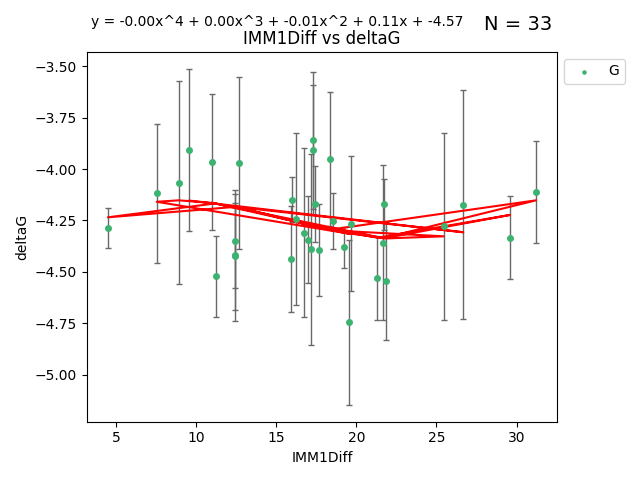 y = -0.00x^4 + 0.00x^3 + -0.01x^2 + 0.11x + -4.57
N = 33
IMM1Diff vs deltaG
G
−3.50
−3.75
−4.00
−4.25
−4.50
−4.75
−5.00
deltaG
5 10 15 20 25 30
IMM1Diff